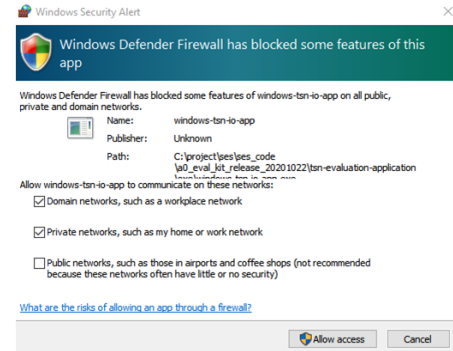 Windows Security Alert
Windows Defender Firewall has blocked some features of this
app
Windows Defender Firewall has blocked some features of windows-tsn-io-app on all public,
private and domain networks.
Name: windows-tsn-io-app
Publisher: Unknown
Path: C:\project\ses\ses_code
\a0_eval_kit_release_20201022\tsn-evaluation-application
Allow windows-tsn-io-app to communicate on these networks:
Domain networks, such as a workplace network
Private networks, such as my home or work network
Public networks, such as those in airports and coffee shops (not recommended
because these networks often have little or no security)
What are the risks of allowing an app through a firewall?
Allow access Cancel